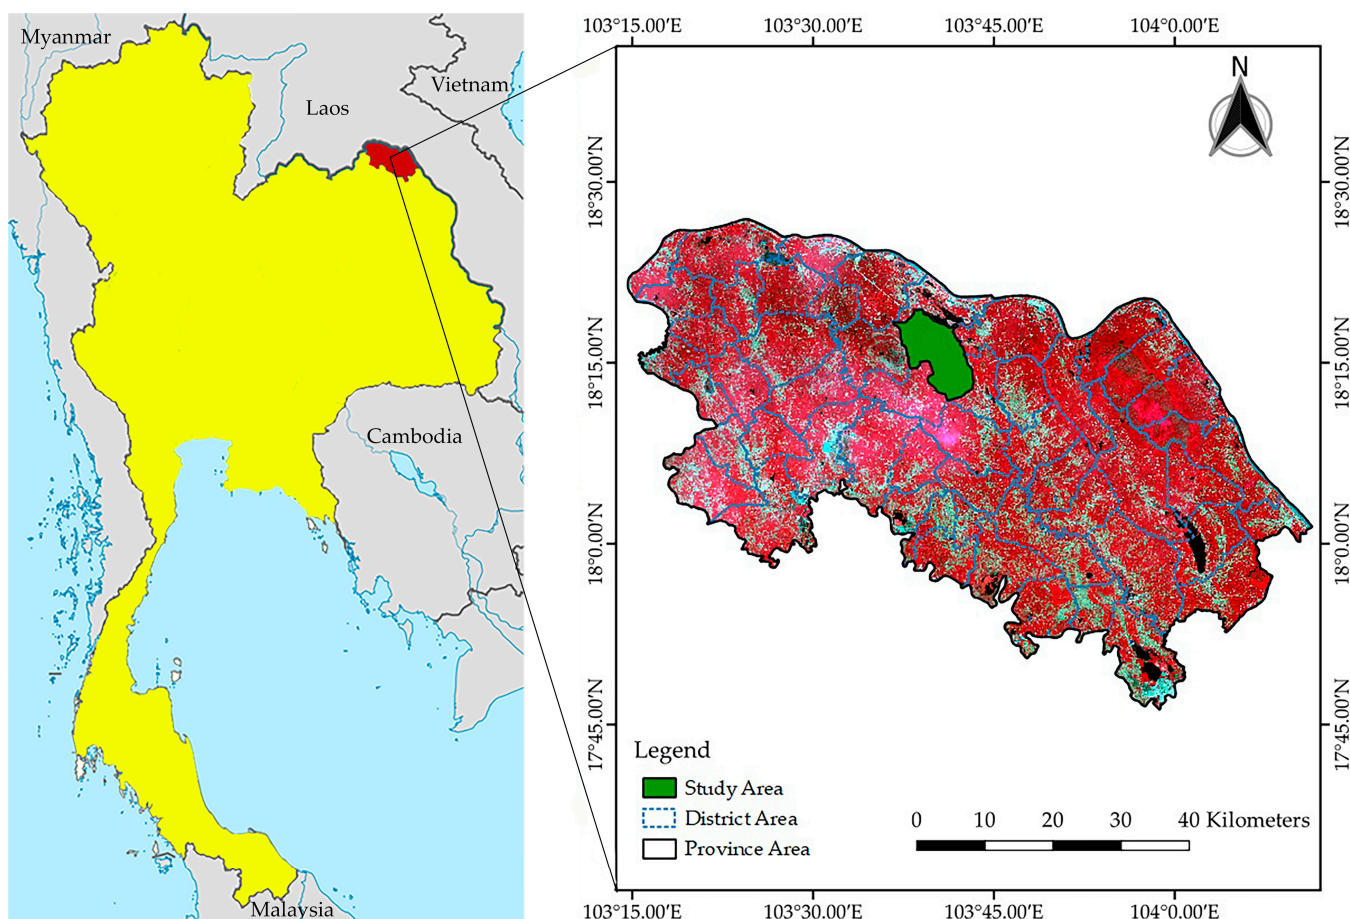 Myanmar
Laos
Vietnam
Cambodia
Malaysia
103°15.00′E
103°30.00′E
103°45.00′E
104°0.00′E
N
18°30.00′N
18°15.00′N
18°0.00′N
17°45.00′N
18°30.00′N
18°15.00′N
18°0.00′N
17°45.00′N
Legend
Study Area
District Area
Province Area
0 10 20 30 40 Kilometers
103°15.00′E
103°30.00′E
103°45.00′E
104°0.00′E